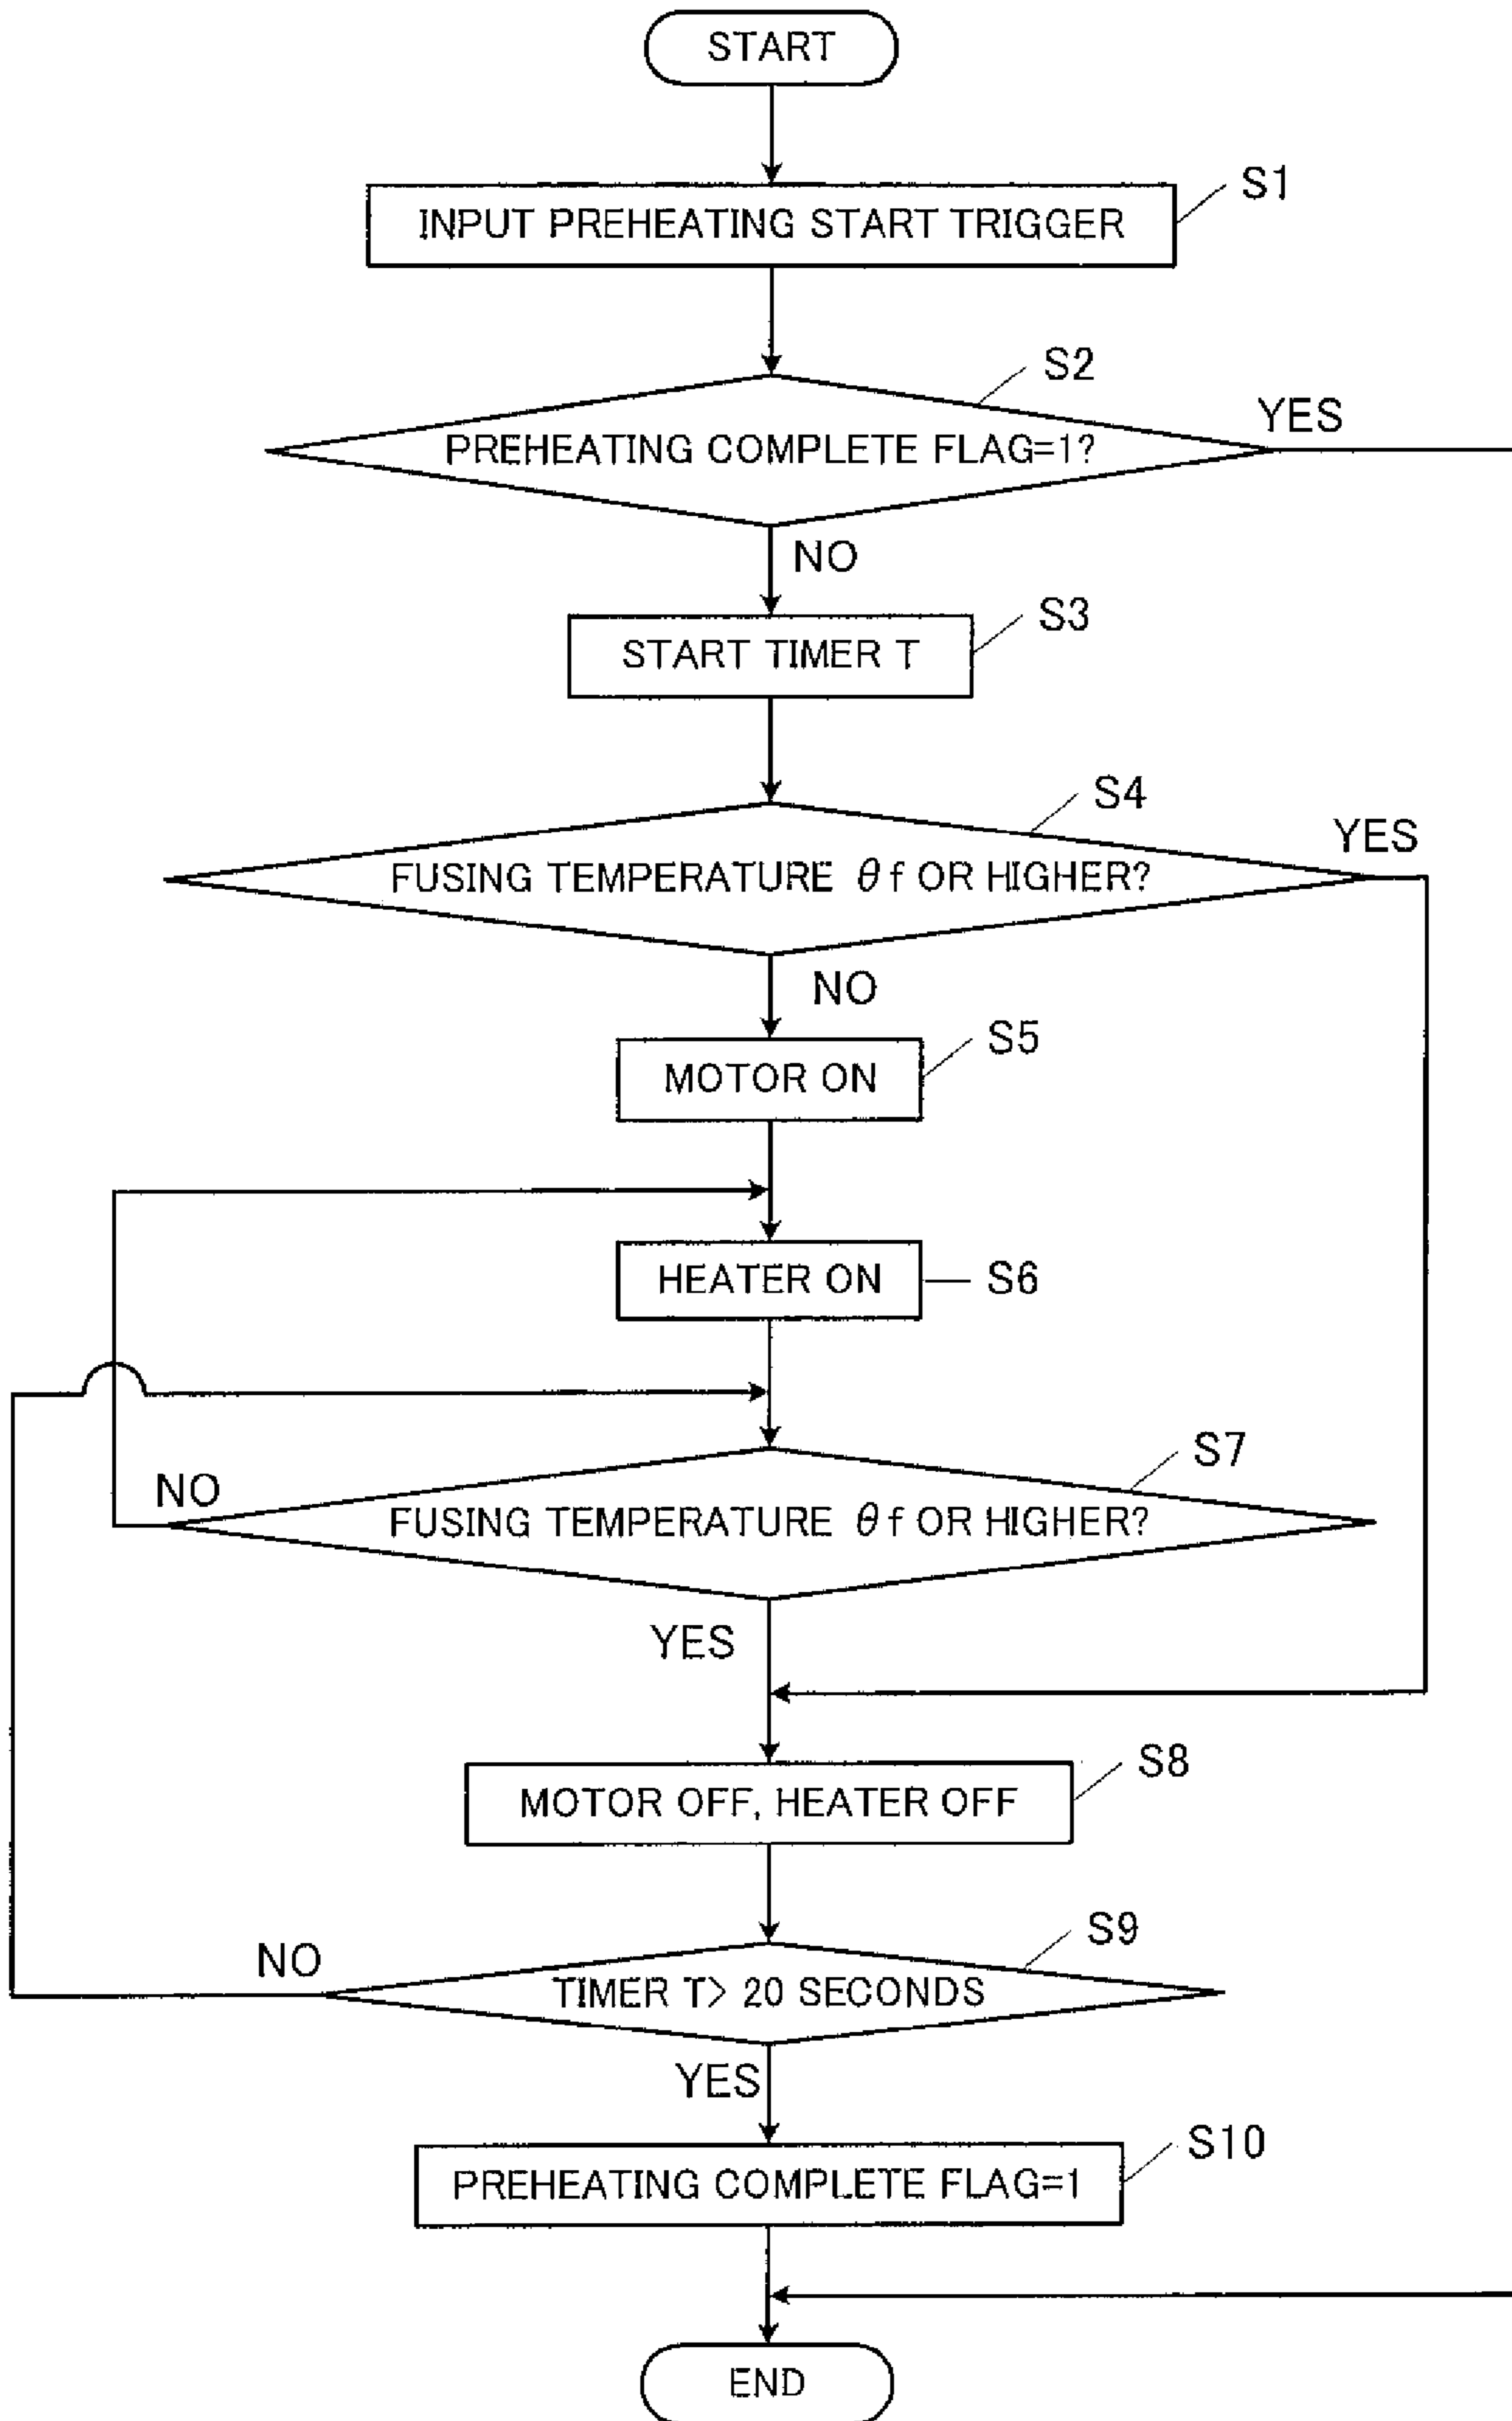 START
S1
INPUT PREHEATING START TRIGGER
S2
YES
PREHEATING COMPLETE FLAG=1?
NO
S3
START TIMER T
S4
YES
FUSING TEMPERATURE θf OR HIGHER?
NO
S5
MOTOR ON
HEATER ON
S6
S7
NO
FUSING TEMPERATURE θf OR HIGHER?
YES
S8
MOTOR OFF, HEATER OFF
S9
NO
TIMER T> 20 SECONDS
YES
S10
PREHEATING COMPLETE FLAG=1
END